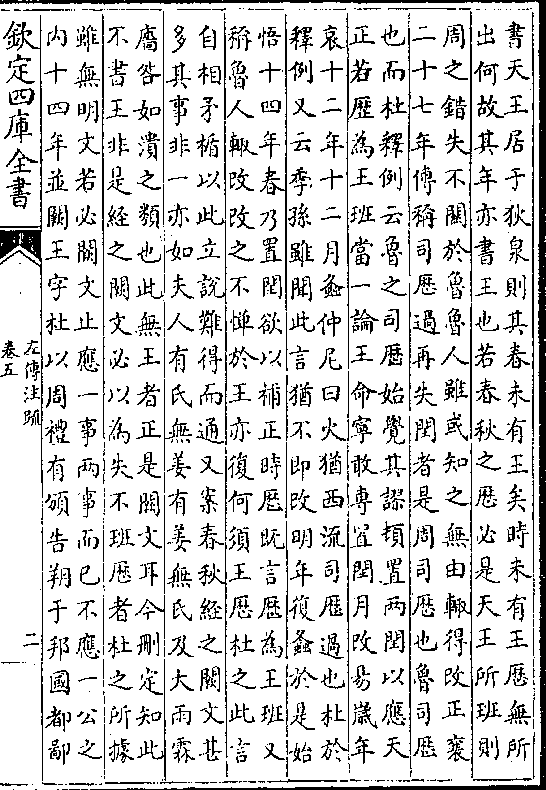 書天王居于狄泉則其春未有王矣時未有王歷無所
出何故其年亦書王也若春秋之歷必是天王所班則
周之錯失不關於魯魯人雖或知之無由輒得改正襄
二十七年傳稱司歷過再失閏者是周司歷也魯司歷
也而杜釋例云魯之司歷始覺其謬頓置兩閏以應天
正若歷為王班當一論王命寧敢專置閏月改易歲年
哀十二年十二月螽仲尼曰火猶西流司歷過也杜於
釋例又云季孫雖聞此言猶不即改明年復螽於是始
悟十四年春乃置閏欲以補正時歷既言歷為王班又
稱魯人輒改改之不憚於王亦復何須王歷杜之此言
自相矛楯以此立說難得而通又案春秋經之闕文甚
多其事非一亦如夫人有氏無姜有姜無氏及大雨霖
廧咎如潰之類也此無王者正是闕文耳今刪定知此
不書王非是經之闕文必以為失不班歷者杜之所據
雖無明文若必闕文止應一事兩事而已不應一公之
內十四年並闕王字杜以周禮有頒告朔于邦國都鄙
欽定四庫全書
左傳注疏
卷五
二